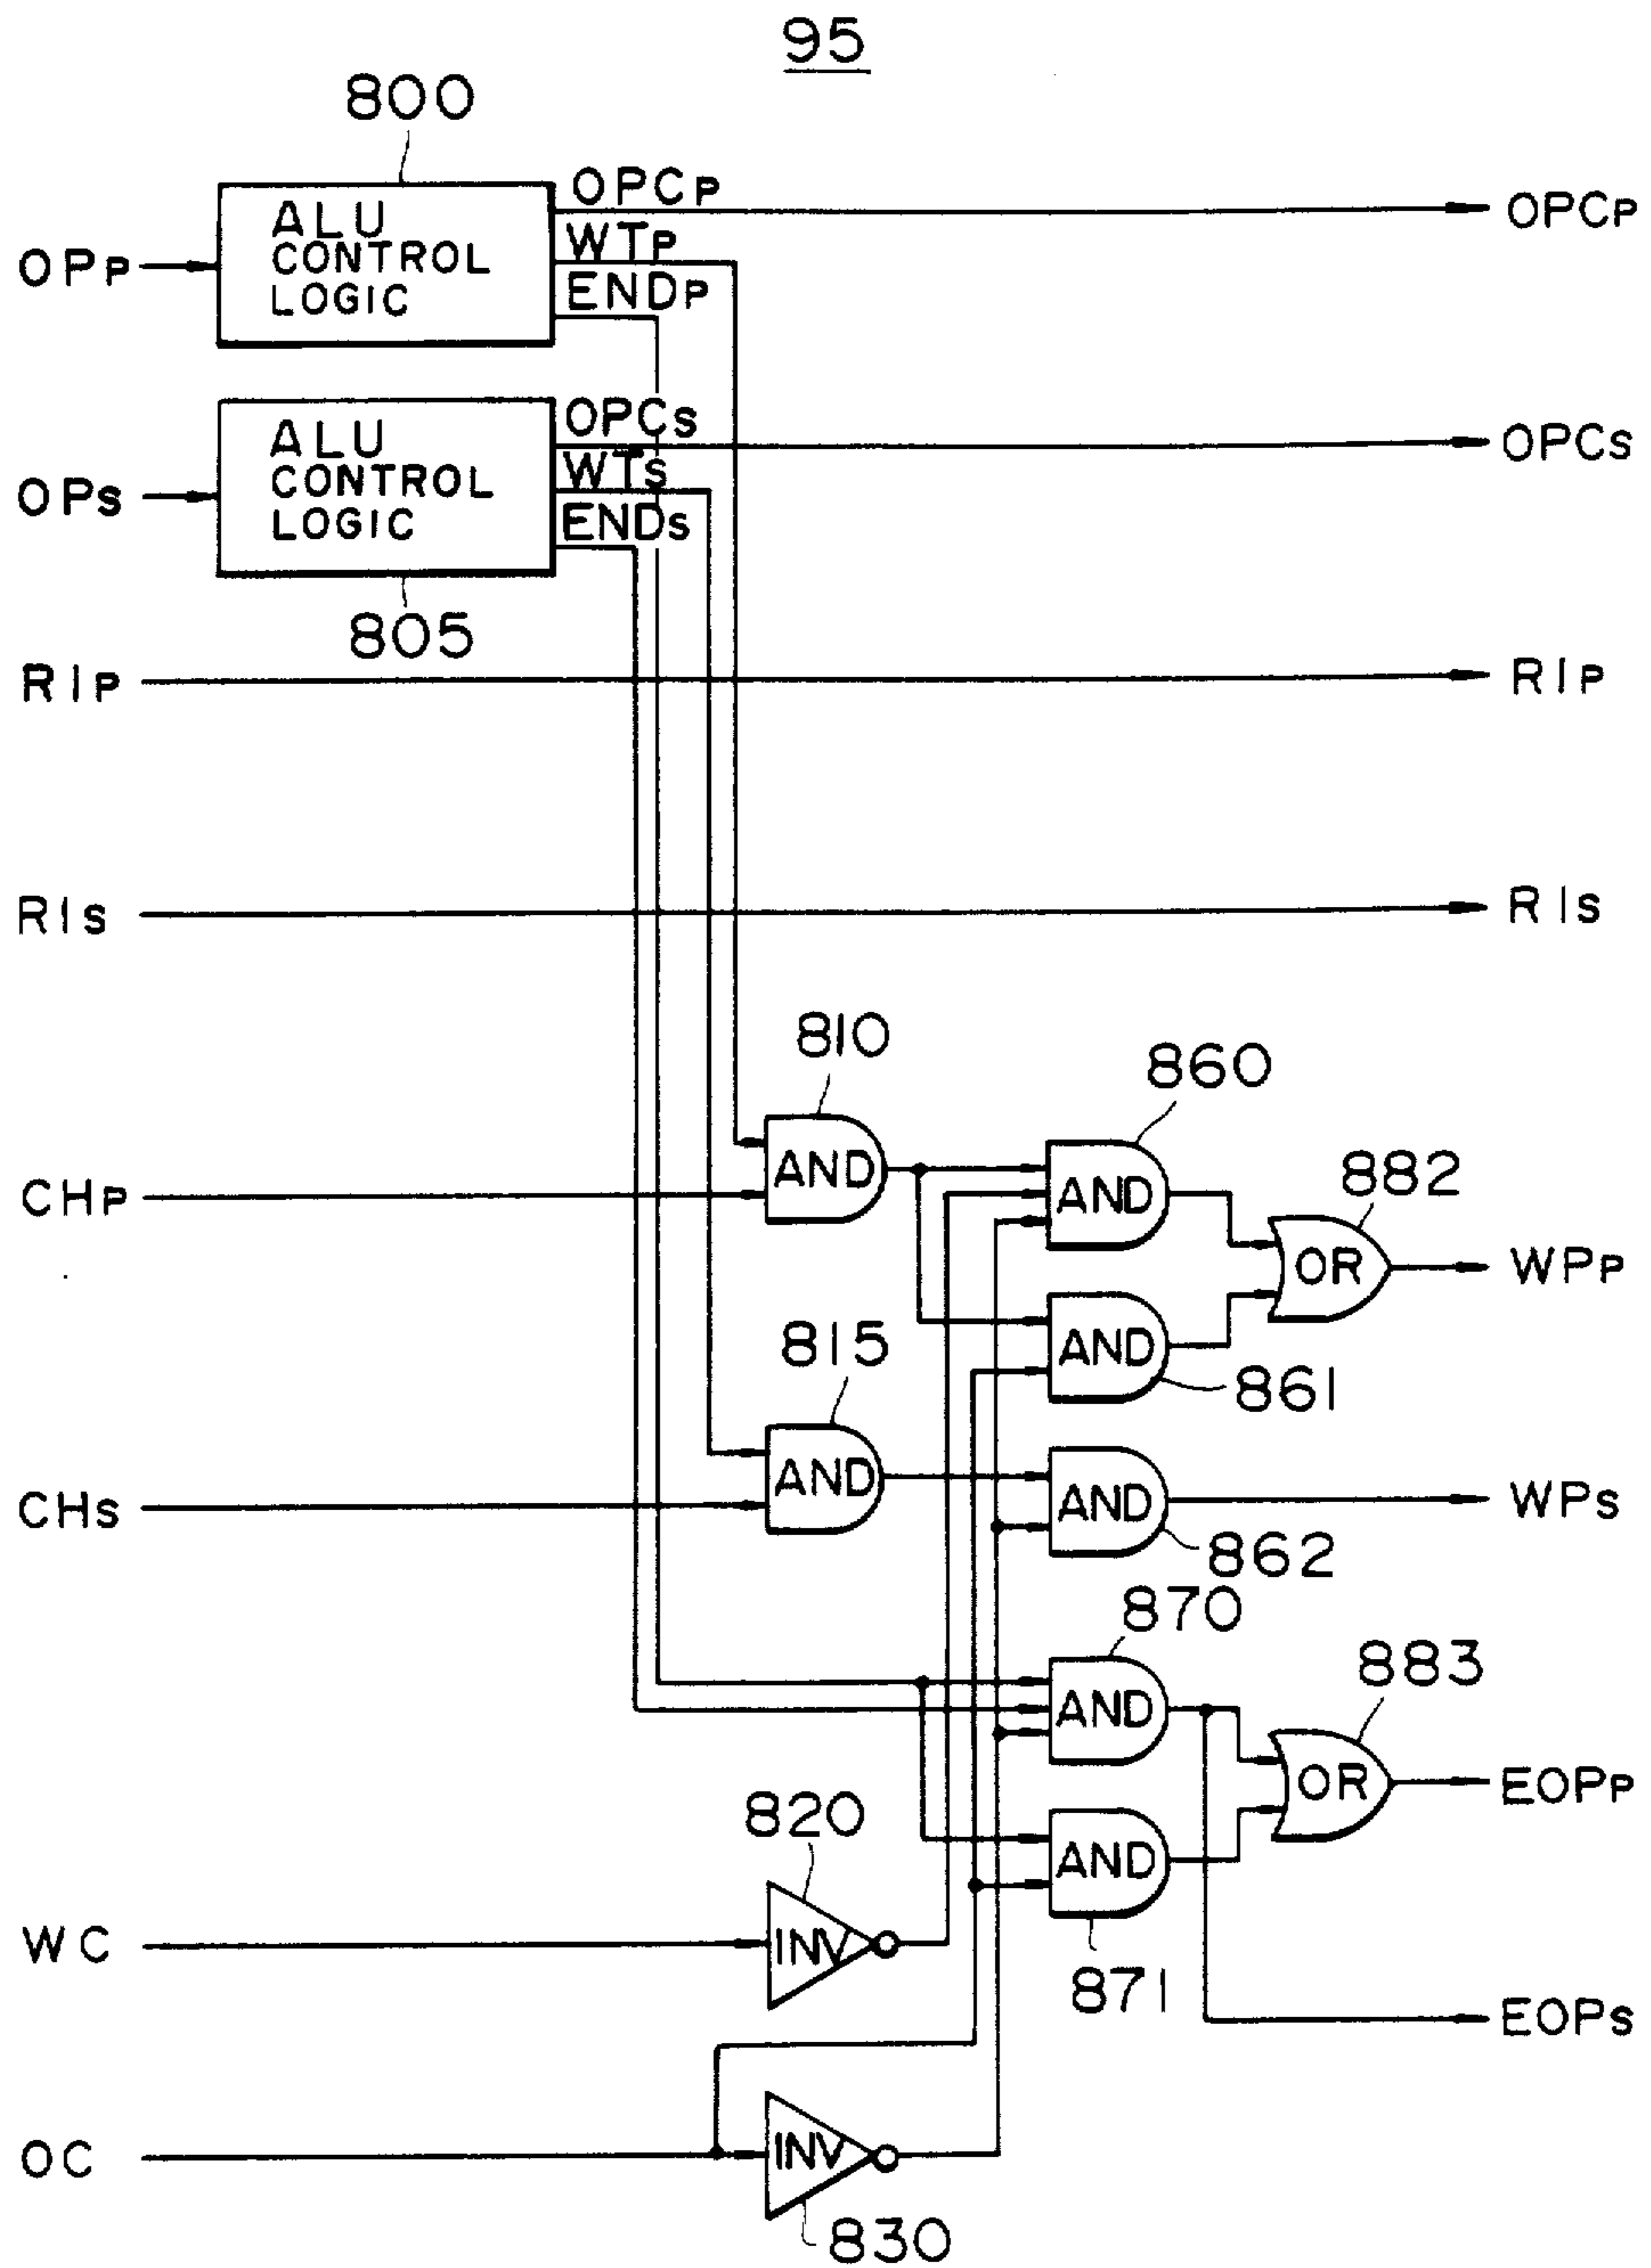 95
800
OPP
ALU
CONTROL
LOGIC
OPCP
WTP
ENDP
OPCP
OPS
ALU
CONTROL
LOGIC
OPCS
WTS
ENDS
OPCS
805
RIP
RIP
RIS
RIS
810
860
CHP
AND
AND
882
OR
WPP
815
AND
861
CHS
AND
AND
WPS
862
870
AND
883
OR
EOPP
820
AND
WC
INV
871
EOPS
OC
INV
830